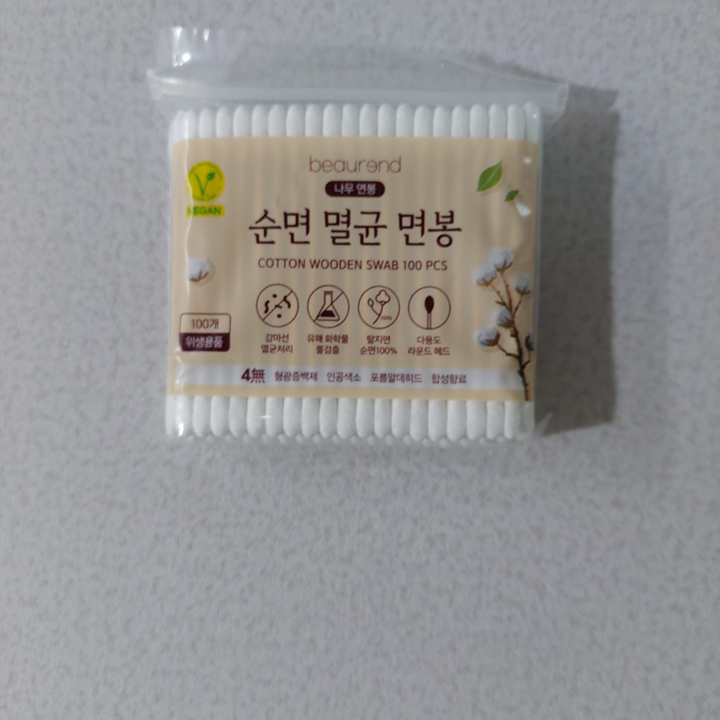 beaurend
나무 면봉
VEGAN
순면 멸균 면봉
COTTON WOODEN SWAB 100 PCS
100%
감마선
멸균처리
유해 화학물
불검출
탈지면
순면100%
다용도
라운드 헤드
100개
위생용품
4無 형광증백제 인공색소 포름알데히드 합성향료